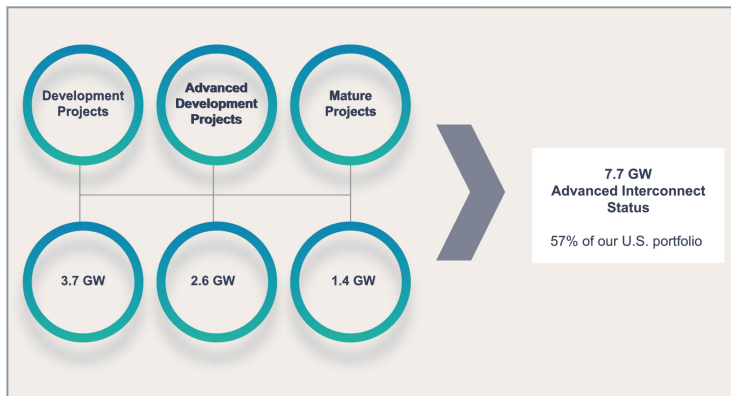 Development
Projects
Advanced
Development
Projects
Mature
Projects
3.7 GW
2.6 GW
1.4 GW
7.7 GW
Advanced Interconnect
Status
57% of our U.S. portfolio